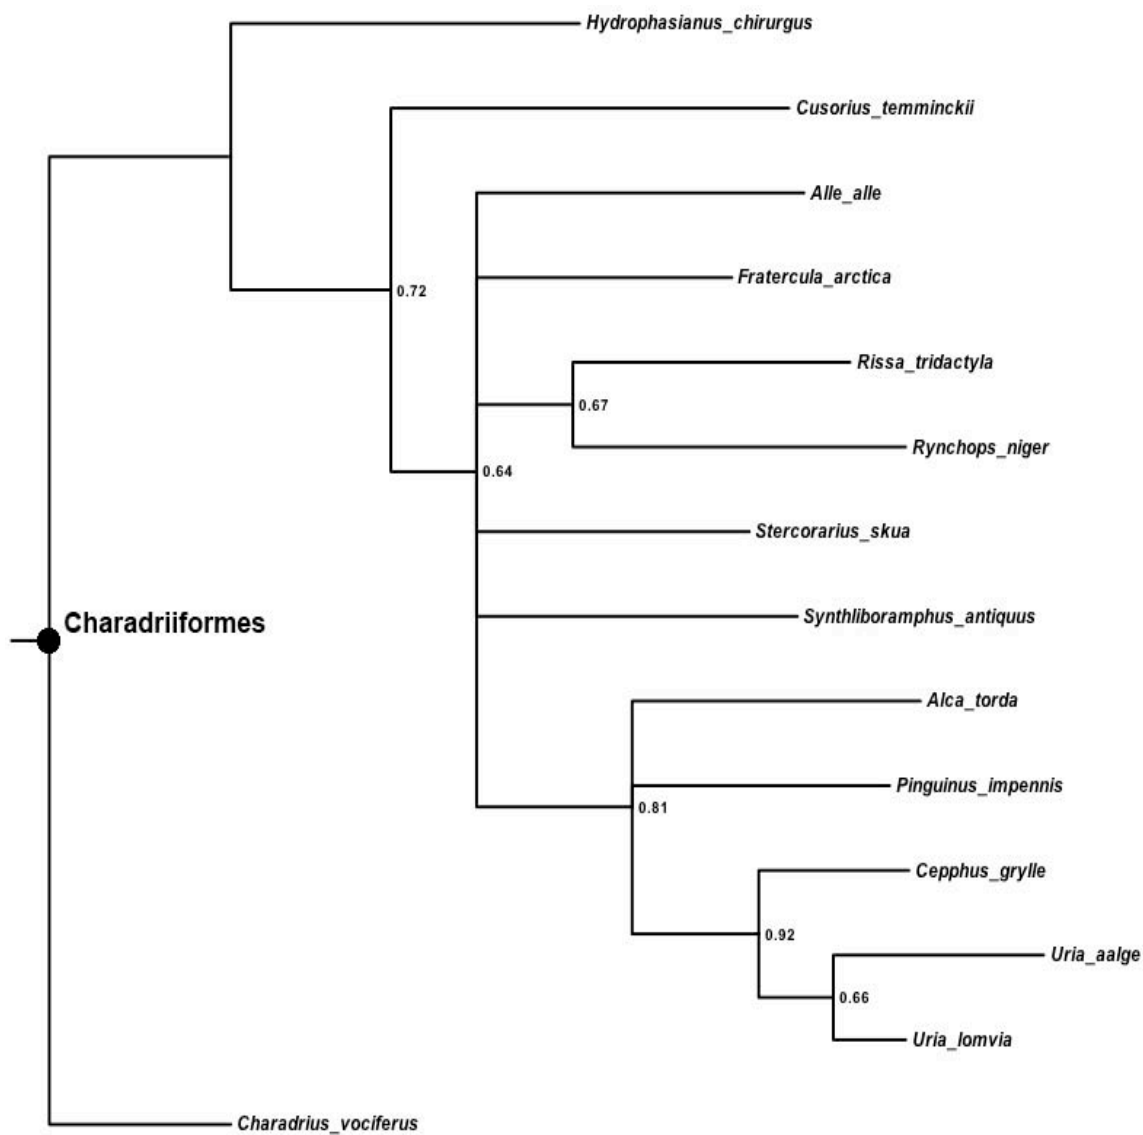 Hydrophasianus_chirurgus
Cusorius_temminckii
Alle_alle
Fratercula_arctica
0.72
Rissa_tridactyla
0.67
Rynchops_niger
0.64
Stercorarius_skua
Charadriiformes
Synthliboramphus_antiquus
Alca_torda
Pinguinus_impennis
0.81
Cepphus_grylle
0.92
Uria_aalge
0.66
Uria_lomvia
Charadrius_vociferus